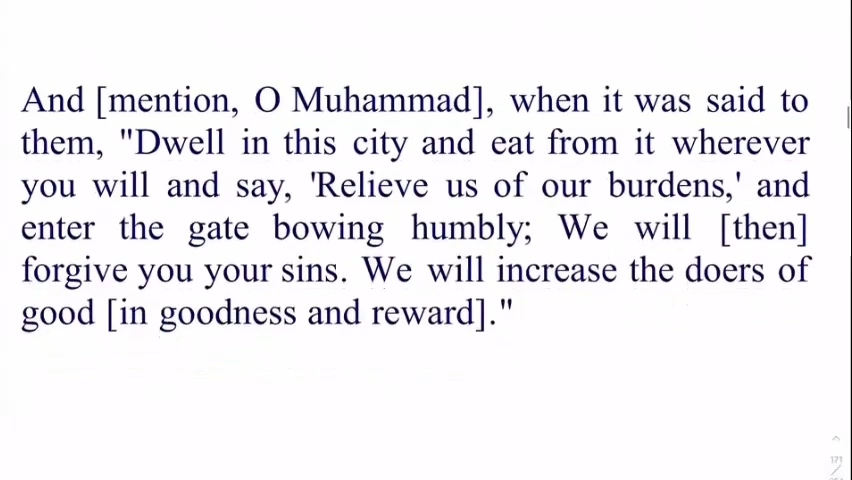 And [mention, O Muhammad], when it was said to
them, "Dwell in this city and eat from it wherever
you will and say, 'Relieve us of our burdens,' and
enter the gate bowing humbly; We will [then]
forgive you your sins. We will increase the doers of
good [in goodness and reward]."
171